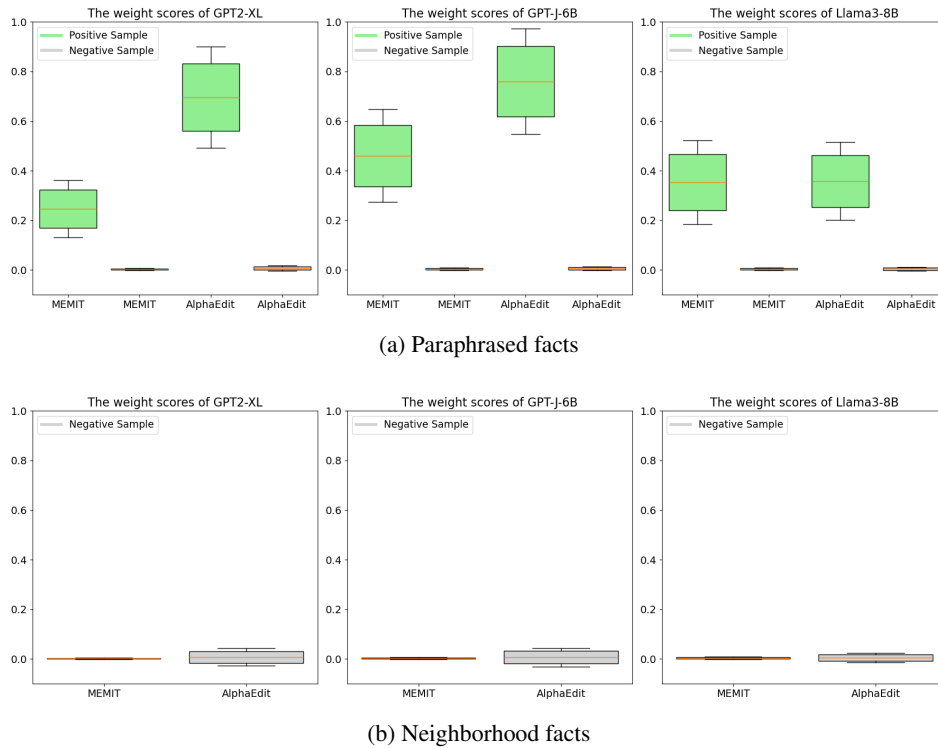 The weight scores of GPT2-XL
The weight scores of GPT-J-6B
The weight scores of Llama3-8B
1.0
Positive Sample
Negative Sample
0.8
0.6
0.4
0.2
0.0
MEMIT MEMIT AlphaEdit AlphaEdit
1.0
Positive Sample
Negative Sample
0.8
0.6
0.4
0.2
0.0
MEMIT MEMIT AlphaEdit AlphaEdit
1.0
Positive Sample
Negative Sample
0.8
0.6
0.4
0.2
0.0
MEMIT MEMIT AlphaEdit AlphaEdit
(a) Paraphrased facts
The weight scores of GPT2-XL
The weight scores of GPT-J-6B
The weight scores of Llama3-8B
1.0
Negative Sample
0.8
0.6
0.4
0.2
0.0
MEMIT AlphaEdit
1.0
Negative Sample
0.8
0.6
0.4
0.2
0.0
MEMIT AlphaEdit
1.0
Negative Sample
0.8
0.6
0.4
0.2
0.0
MEMIT AlphaEdit
(b) Neighborhood facts